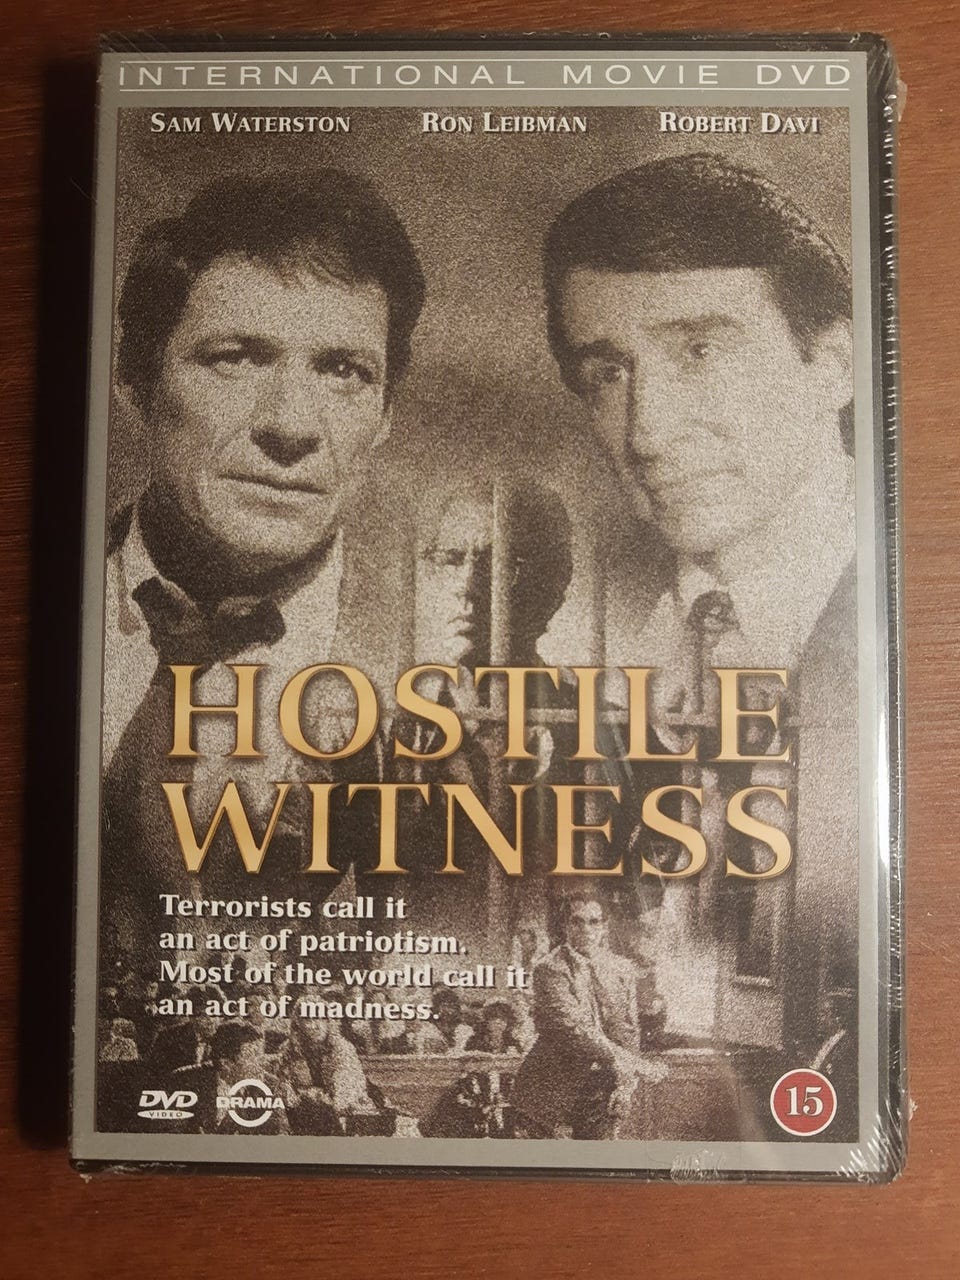 INTERNATIONAL MOVIE DVD
SAM WATERSTON RON LEIBMAN ROBERT DAVI
HOSTILE
WITNESS
Terrorists call it
an act of patriotism.
Most of the world call it
an act of madness.
DVD
VIDEO
DRAMA
15